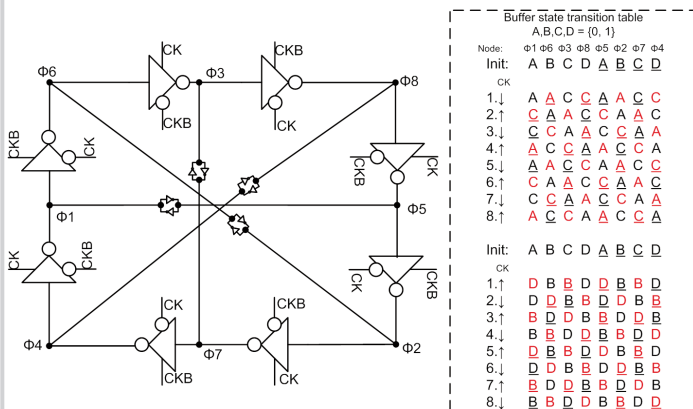 CK
CKB
Φ6
Φ3
Φ8
CKB
CK
CKB
CK
CKB
CK
Φ1
Φ5
CK
CKB
CK
CKB
CK
CKB
Φ4
Φ7
Φ2
CKB
CK
Buffer state transition table
A,B,C,D = {0, 1}
Node: Φ1 Φ6 Φ3 Φ8 Φ5 Φ2 Φ7 Φ4
Init: A B C D A B C D
CK
1.↓ A A C C A A C C
2.↑ C A A C C A A C
3.↓ C C A A C C A A
4.↑ A C C A A C C A
5.↓ A A C C A A C C
6.↑ C A A C C A A C
7.↓ C C A A C C A A
8.↑ A C C A A C C A
Init: A B C D A B C D
CK
1.↑ D B B D D B B D
2.↓ D D B B D D B B
3.↑ B D D B B D D B
4.↓ B B D D B B D D
5.↑ D B B D D B B D
6.↓ D D B B D D B B
7.↑ B D D B B D D B
8.↓ B B D D B B D D